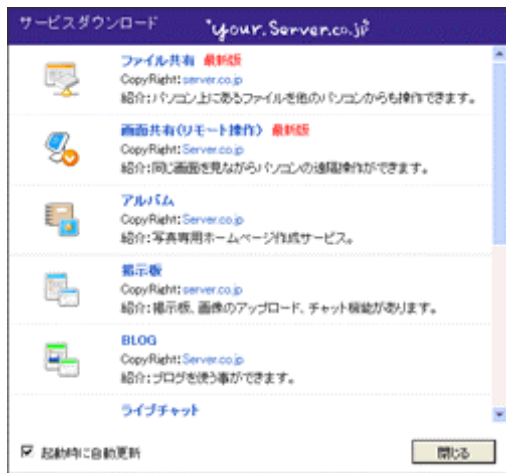 サービスダウンロード your.Server.co.jp
ファイル共有 最新版
CopyRight:server.co.jp
紹介:パソコン上にあるファイルを他のパソコンからも操作できます。
画面共有(リモート操作) 最新版
CopyRight:Server.co.jp
紹介:同じ画面を見ながらパソコンの遠隔操作ができます。
アルバム
CopyRight:Server.co.jp
紹介:写真専用ホームページ作成サービス。
掲示板
CopyRight:server.co.jp
紹介:掲示板、画像のアップロード、チャット機能があります。
BLOG
CopyRight:Server.co.jp
紹介:ブログを使う事ができます。
ライブチャット
起動時に自動更新 閉じる